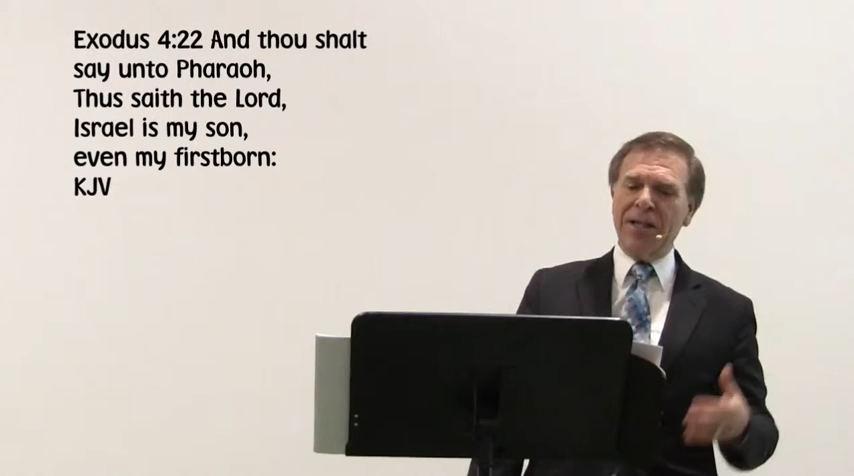 Exodus 4:22 And thou shalt
say unto Pharaoh,
Thus saith the Lord,
Israel is my son,
even my firstborn:
KJV